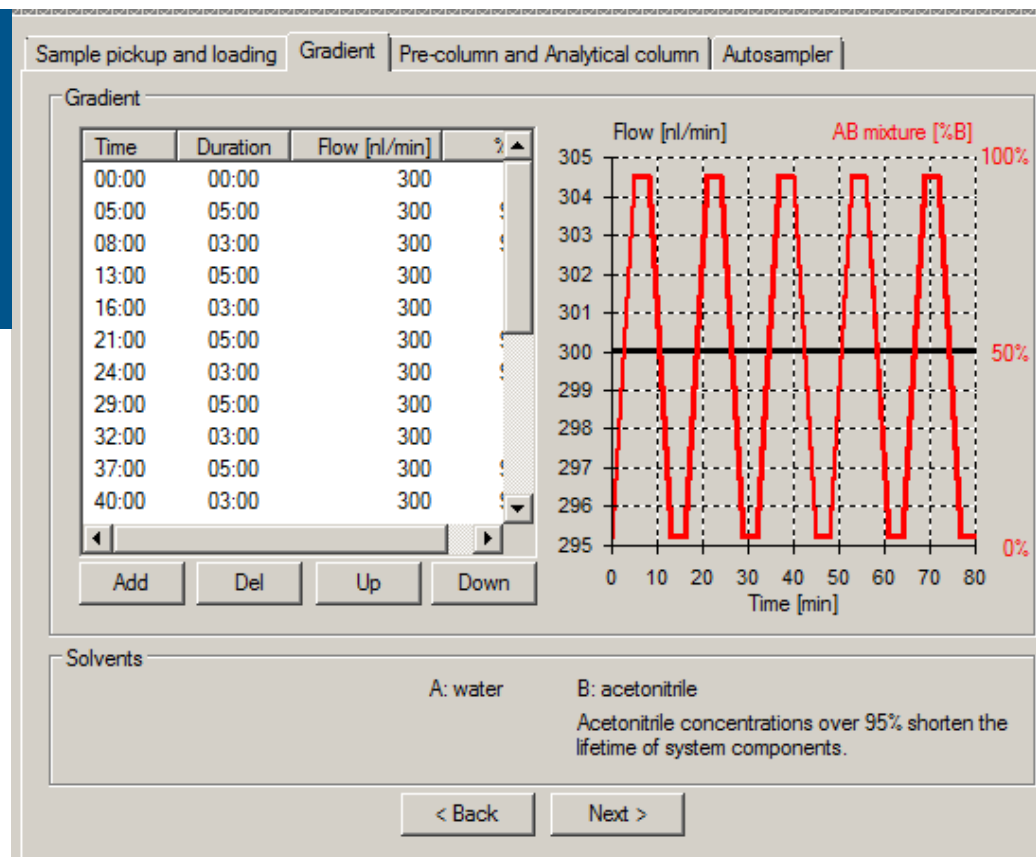 Sample pickup and loading Gradient Pre-column and Analytical column Autosampler
Gradient
Time Duration Flow [nl/min] %
00:00 00:00 300
05:00 05:00 300
08:00 03:00 300
13:00 05:00 300
16:00 03:00 300
21:00 05:00 300
24:00 03:00 300
29:00 05:00 300
32:00 03:00 300
37:00 05:00 300
40:00 03:00 300
Add Del Up Down
Flow [nl/min] AB mixture [%B]
305 100%
304
303
302
301
300 50%
299
298
297
296
295 0%
0 10 20 30 40 50 60 70 80
Time [min]
Solvents
A: water B: acetonitrile
Acetonitrile concentrations over 95% shorten the
lifetime of system components.
< Back Next >